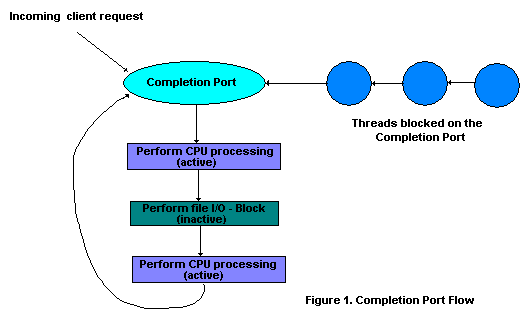 Incoming client request
Completion Port
Threads blocked on the
Completion Port
Perform CPU processing
(active)
Perform file I/O - Block
(inactive)
Perform CPU processing
(active)
Figure 1. Completion Port Flow